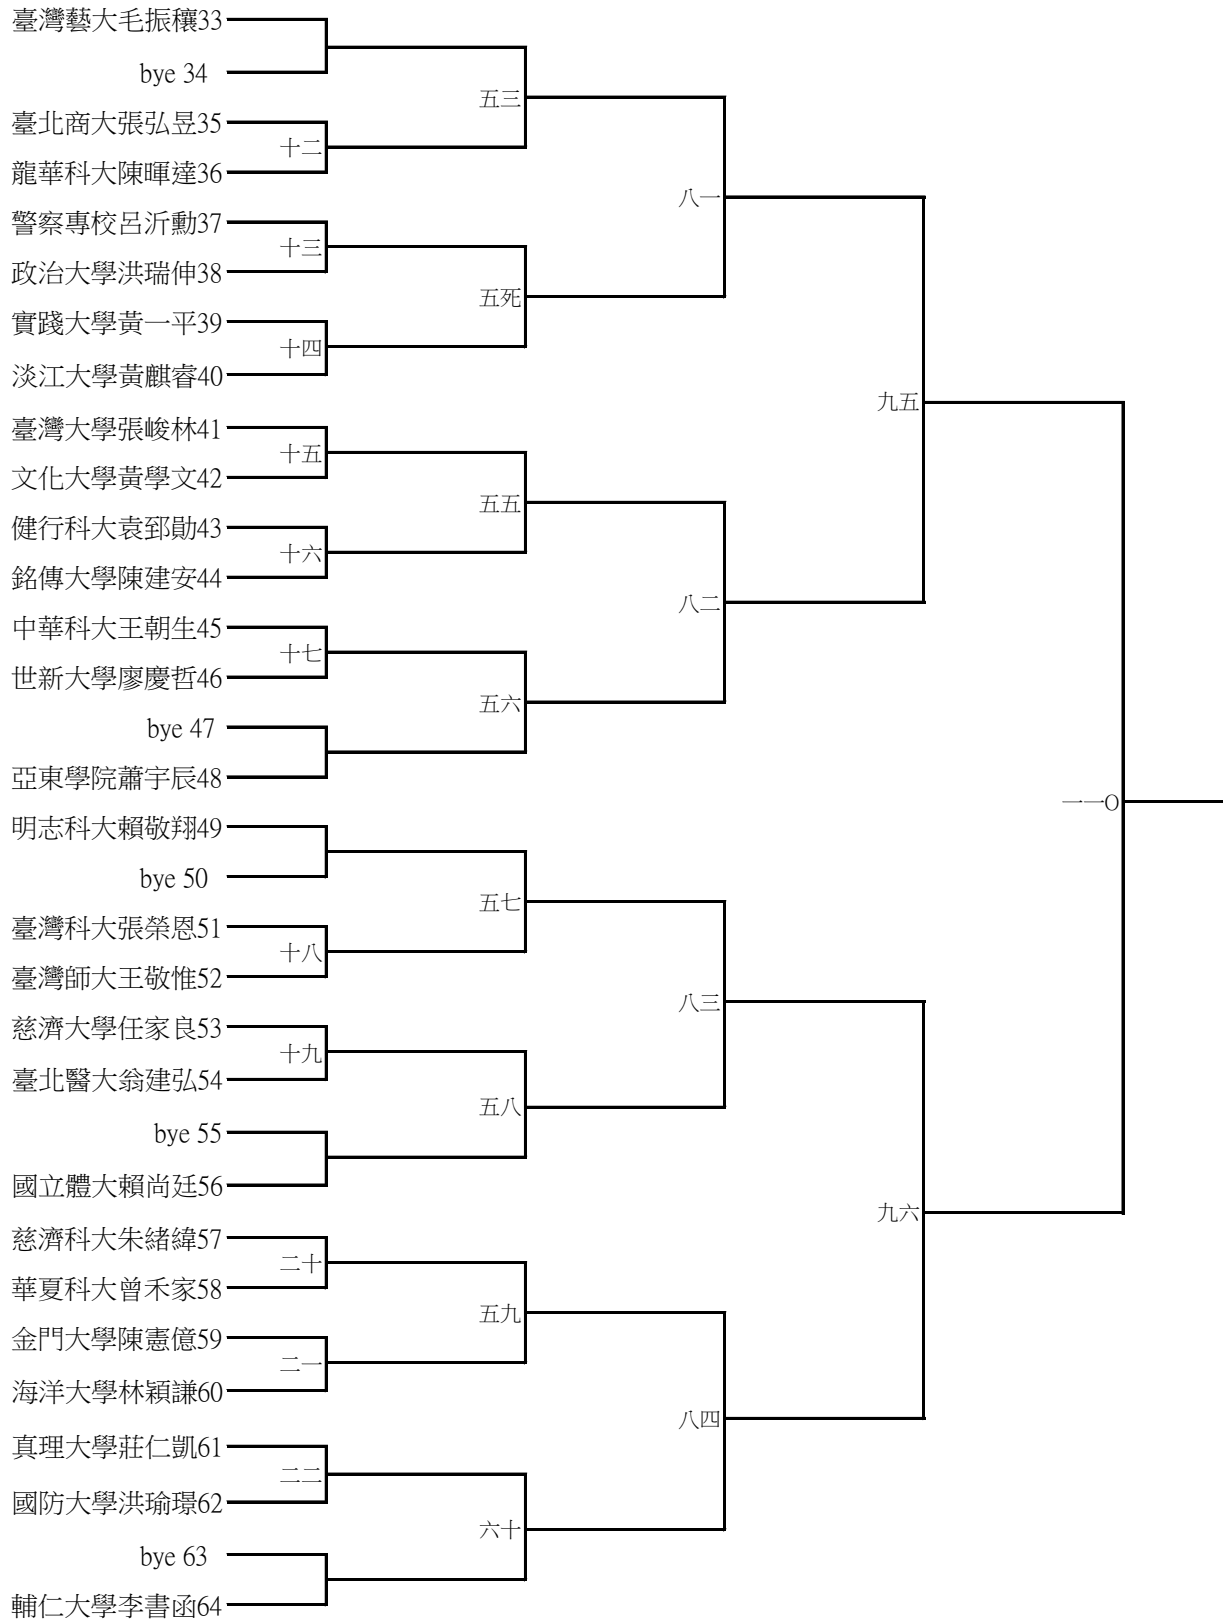 臺灣藝大毛振穰33
bye 34
五三
臺北商大張弘昱35
十二
龍華科大陳暉達36
八一
警察專校呂沂勳37
十三
政治大學洪瑞伸38
五死
實踐大學黃一平39
十四
淡江大學黃麒睿40
九五
臺灣大學張峻林41
十五
文化大學黃學文42
五五
健行科大袁郅勛43
十六
銘傳大學陳建安44
八二
中華科大王朝生45
十七
世新大學廖慶哲46
五六
bye 47
亞東學院蕭宇辰48
一一O
明志科大賴敬翔49
bye 50
五七
臺灣科大張榮恩51
十八
臺灣師大王敬惟52
八三
慈濟大學任家良53
十九
臺北醫大翁建弘54
五八
bye 55
國立體大賴尚廷56
九六
慈濟科大朱緒緯57
二十
華夏科大曾禾家58
五九
金門大學陳憲億59
二一
海洋大學林穎謙60
八四
真理大學莊仁凱61
二二
國防大學洪瑜璟62
六十
bye 63
輔仁大學李書函64